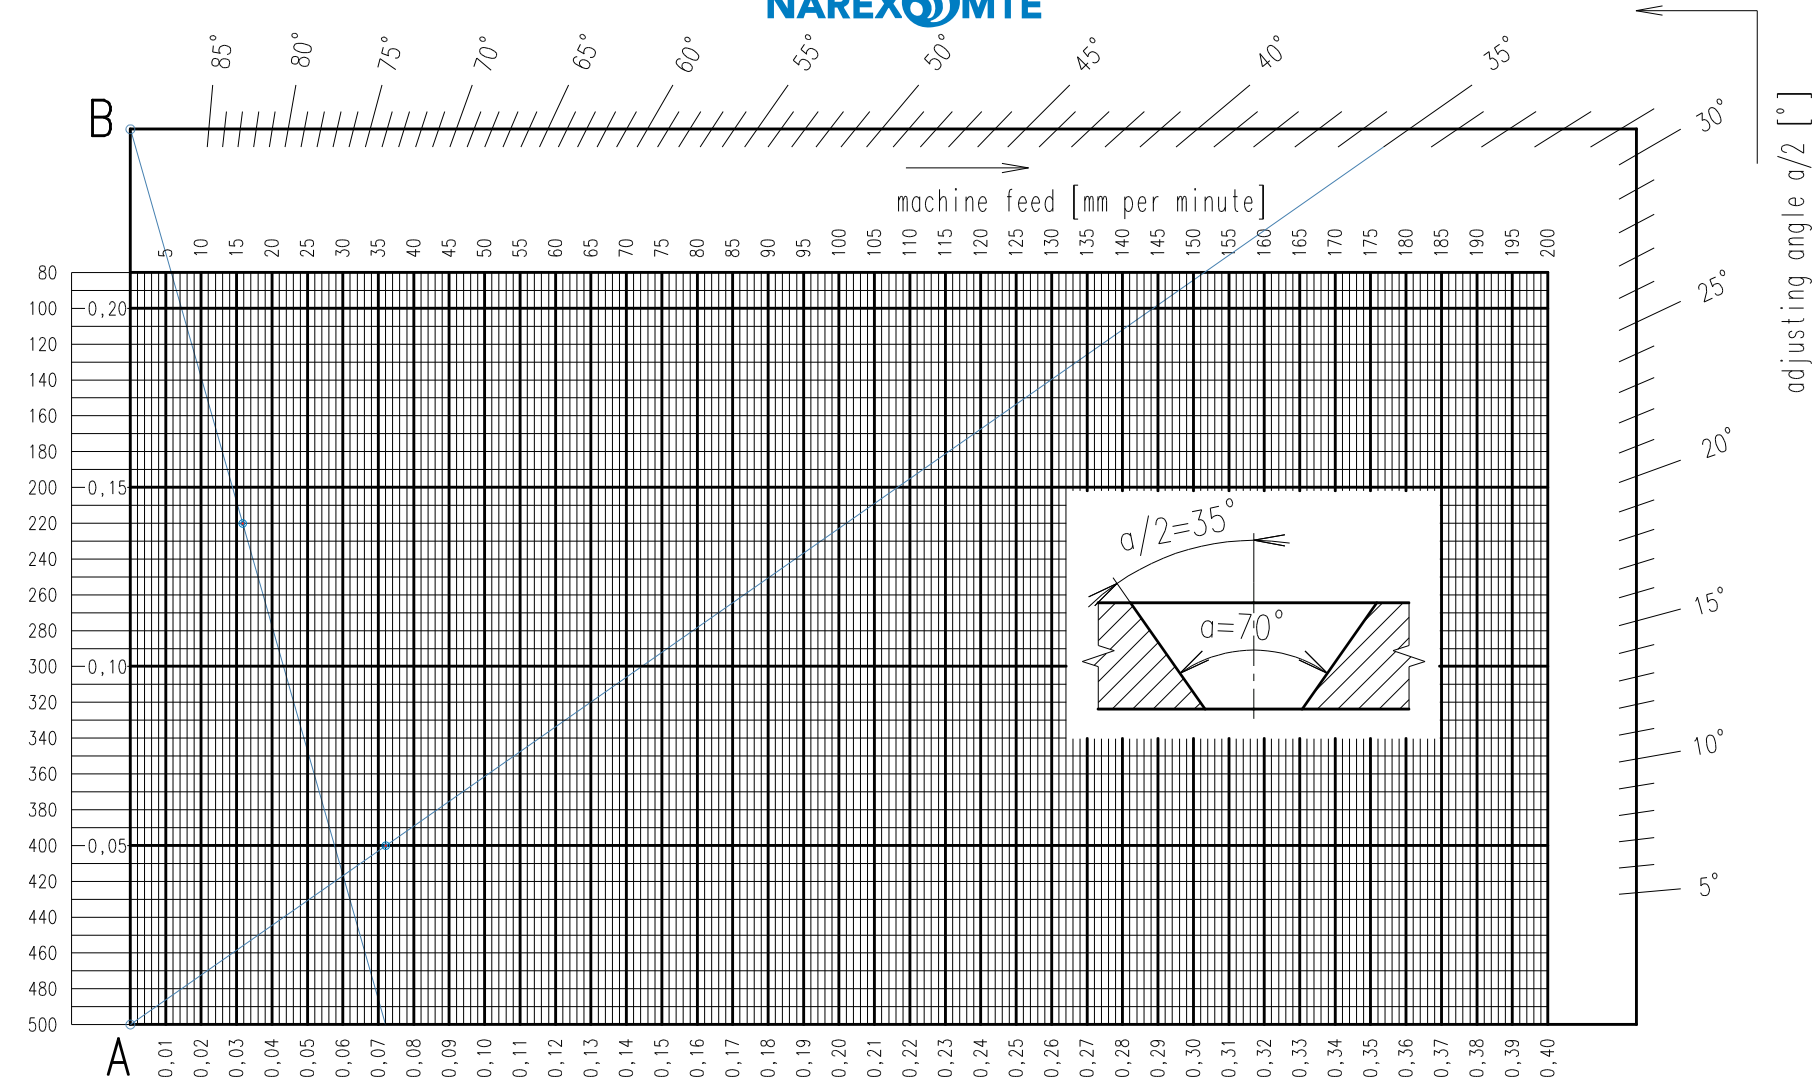 NAREX MTE
85° 80° 75° 70° 65° 60° 55° 50° 45° 40° 35°
B
30°
machine feed [mm per minute]
adjusting angle a/2 [°]
5 10 15 20 25 30 35 40 45 50 55 60 65 70 75 80 85 90 95 100 105 110 115 120 125 130 135 140 145 150 155 160 165 170 175 180 185 190 195 200
80
100 0,20
25°
120
140
160
20°
180
200 0,15
220
a/2=35°
240
260
15°
280
a=70°
300 0,10
320
340
10°
360
380
400 0,05
420
5°
440
460
480
500
A
0,01 0,02 0,03 0,04 0,05 0,06 0,07 0,08 0,09 0,10 0,11 0,12 0,13 0,14 0,15 0,16 0,17 0,18 0,19 0,20 0,21 0,22 0,23 0,24 0,25 0,26 0,27 0,28 0,29 0,30 0,31 0,32 0,33 0,34 0,35 0,36 0,37 0,38 0,39 0,40